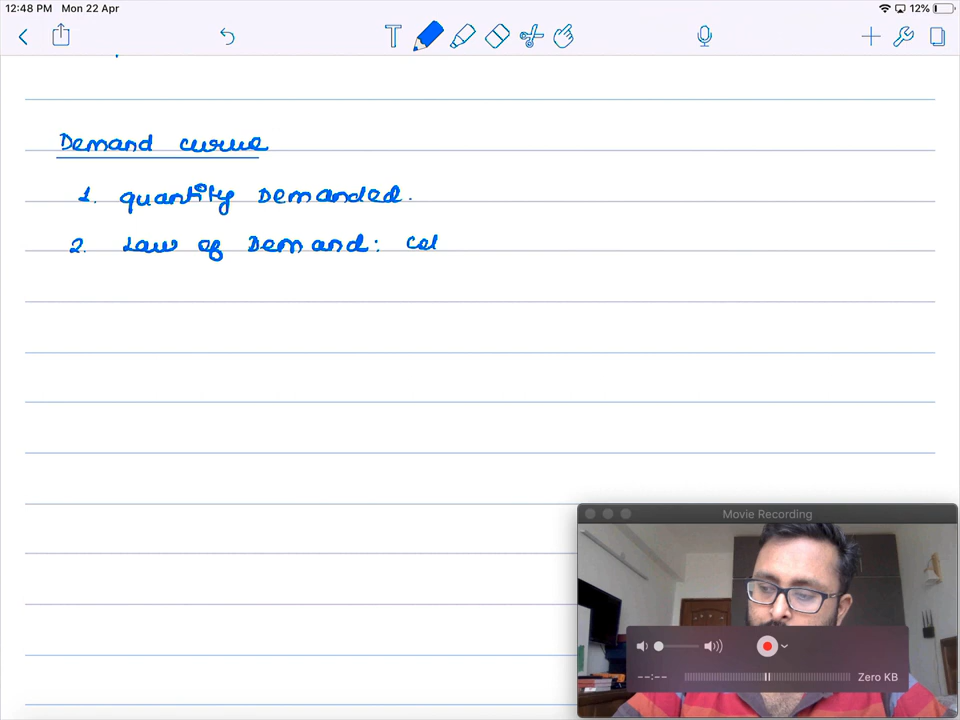 12:48 PM Mon 22 Apr
12%
T
Demand curve
1. quantity Demanded.
2. Law of Demand:
Movie Recording
--:--
Zero KB